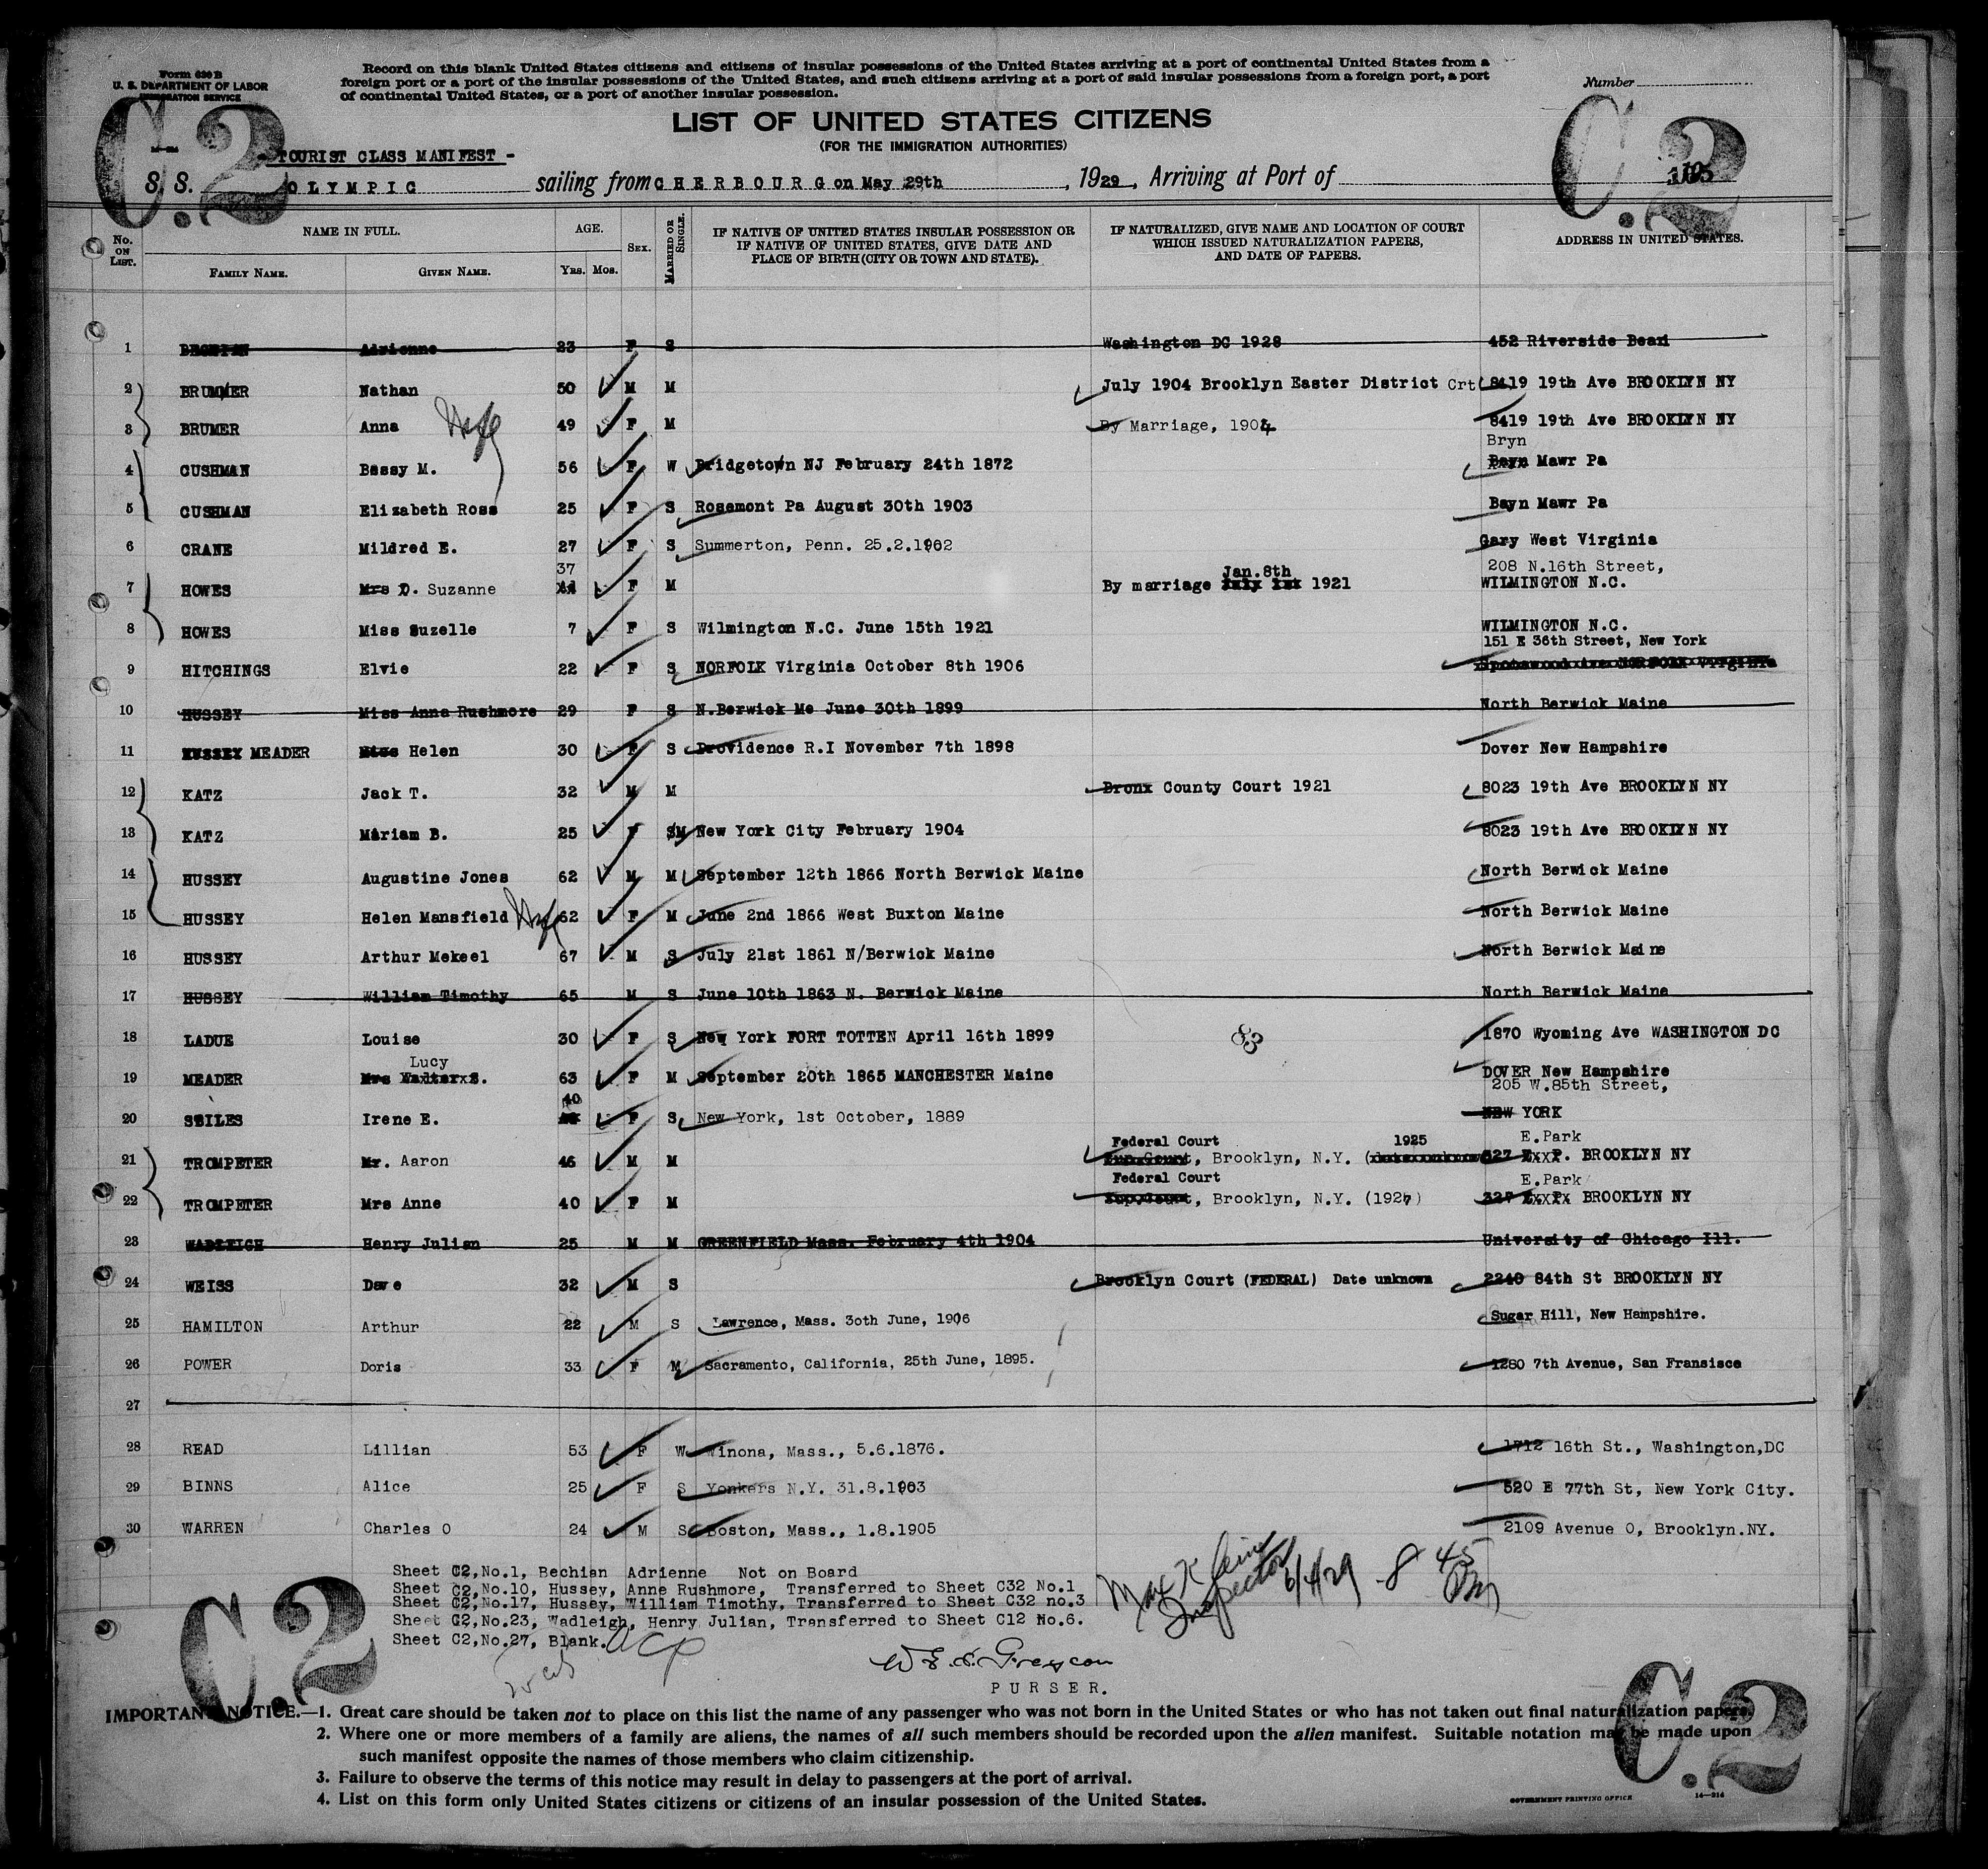 Form 630 B
U. S. DEPARTMENT OF LABOR
IMMIGRATION SERVICE
Record on this blank United States citizens and citizens of insular possessions of the United States arriving at a port of continental United States from a
foreign port or a port of the insular possessions of the United States, and such citizens arriving at a port of said insular possessions from a foreign port, a port
of continental United States, or a port of another insular possession.
Number
C.2
C.2
LIST OF UNITED STATES CITIZENS
(FOR THE IMMIGRATION AUTHORITIES)
- TOURIST CLASS MANIFEST -
S. S. OLYMPIC sailing from CHERBOURG on May 29th, 1929, Arriving at Port of
No. ON LIST. NAME IN FULL. AGE. SEX. MARRIED OR SINGLE. IF NATIVE OF UNITED STATES INSULAR POSSESSION OR IF NATIVE OF UNITED STATES, GIVE DATE AND PLACE OF BIRTH (CITY OR TOWN AND STATE). IF NATURALIZED, GIVE NAME AND LOCATION OF COURT WHICH ISSUED NATURALIZATION PAPERS, AND DATE OF PAPERS. ADDRESS IN UNITED STATES.
FAMILY NAME. GIVEN NAME. YRS. MOS.
1 Adrienne 23 F S Washington DC 1928 452 Riverside
2 BRUMMER Nathan 50 M M July 1904 Brooklyn Easter District Crt 8419 19th Ave BROOKLYN NY
3 BRUMER Anna Wife 49 F M By Marriage, 1904 8419 19th Ave BROOKLYN NY
Bryn
4 CUSHMAN Bessy M. 56 F W Bridgetown NJ February 24th 1872 Mawr Pa
5 CUSHMAN Elizabeth Ross 25 F S Rosemont Pa August 30th 1903 Bryn Mawr Pa
6 CRANE Mildred E. 27 F S Summerton, Penn. 25.2.1902 Gary West Virginia
37 Jan.8th 208 N.16th Street,
7 HOWES Mrs D. Suzanne F M By marriage July 1st 1921 WILMINGTON N.C.
8 HOWES Miss Suzelle 7 F S Wilmington N.C. June 15th 1921 WILMINGTON N.C.
151 E 36th Street, New York
9 HITCHINGS Elvie 22 F S NORFOLK Virginia October 8th 1906
10 HUSSEY Miss Anna Rushmore 29 F S N.Berwick Me June 30th 1899 North Berwick Maine
11 HUSSEY MEADER Miss Helen 30 F S Providence R.I November 7th 1898 Dover New Hampshire
12 KATZ Jack T. 32 M M Bronx County Court 1921 8023 19th Ave BROOKLYN NY
13 KATZ Miriam B. 25 F SM New York City February 1904 8023 19th Ave BROOKLYN NY
14 HUSSEY Augustine Jones 62 M M September 12th 1866 North Berwick Maine North Berwick Maine
15 HUSSEY Helen Mansfield Wife 62 F M June 2nd 1866 West Buxton Maine North Berwick Maine
16 HUSSEY Arthur Mekeel 67 M S July 21st 1861 N/Berwick Maine North Berwick Maine
17 HUSSEY William Timothy 65 M S June 10th 1863 N. Berwick Maine North Berwick Maine
18 LADUE Louise 30 F S New York FORT TOTTEN April 16th 1899 83 1870 Wyoming Ave WASHINGTON DC
Lucy
19 MEADER Mrs Walter S. 63 F M September 20th 1865 MANCHESTER Maine DOVER New Hampshire
40 205 W.85th Street,
20 STILES Irene E. F S New York, 1st October, 1889 NEW YORK
Federal Court 1925 E.Park
21 TROMPETER Mr. Aaron 46 M M Sup.Court, Brooklyn, N.Y. 327 E. P. BROOKLYN NY
Federal Court E.Park
22 TROMPETER Mrs Anne 40 F M Sup.Court, Brooklyn, N.Y. (1927) 327 E. P. BROOKLYN NY
23 WADLEIGH Henry Julian 25 M M GREENFIELD Mass. February 4th 1904 University of Chicago Ill.
24 WEISS Dave 32 M S Brooklyn Court (FEDERAL) Date unknown 2240 84th St BROOKLYN NY
25 HAMILTON Arthur 22 M S Lawrence, Mass. 3oth June, 1906 Sugar Hill, New Hampshire.
26 POWER Doris 33 F M Sacramento, California, 25th June, 1895. 1280 7th Avenue, San Fransisco
27
28 READ Lillian 53 F W Winona, Mass., 5.6.1876. 1712 16th St., Washington,DC
29 BINNS Alice 25 F S Yonkers N.Y. 31.8.1903 520 E 77th St, New York City.
30 WARREN Charles O 24 M S Boston, Mass., 1.8.1905 2109 Avenue O, Brooklyn.NY.
Sheet C2,No.1, Bechian Adrienne Not on Board
Sheet C2,No.10, Hussey, Anne Rushmore, Transferred to Sheet C32 No.1
Sheet C2,No.17, Hussey, William Timothy, Transferred to Sheet C32 no.3
Sheet C2,No.23, Wadleigh, Henry Julian, Transferred to Sheet C12 No.6.
Sheet C2,No.27, Blank.
Inspector 6/4/29 8 45 PM
PURSER.
C.2
C.2
IMPORTANT NOTICE.—1. Great care should be taken not to place on this list the name of any passenger who was not born in the United States or who has not taken out final naturalization papers.
2. Where one or more members of a family are aliens, the names of all such members should be recorded upon the alien manifest. Suitable notation may be made upon
such manifest opposite the names of those members who claim citizenship.
3. Failure to observe the terms of this notice may result in delay to passengers at the port of arrival.
4. List on this form only United States citizens or citizens of an insular possession of the United States.
GOVERNMENT PRINTING OFFICE 14—214